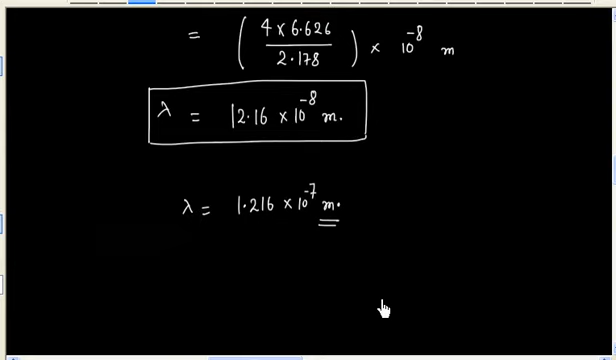 = ( 4 × 6.626 / 2.178 ) × 10⁻⁸ m
λ = 12.16 × 10⁻⁸ m.
λ = 1.216 × 10⁻⁷ m.